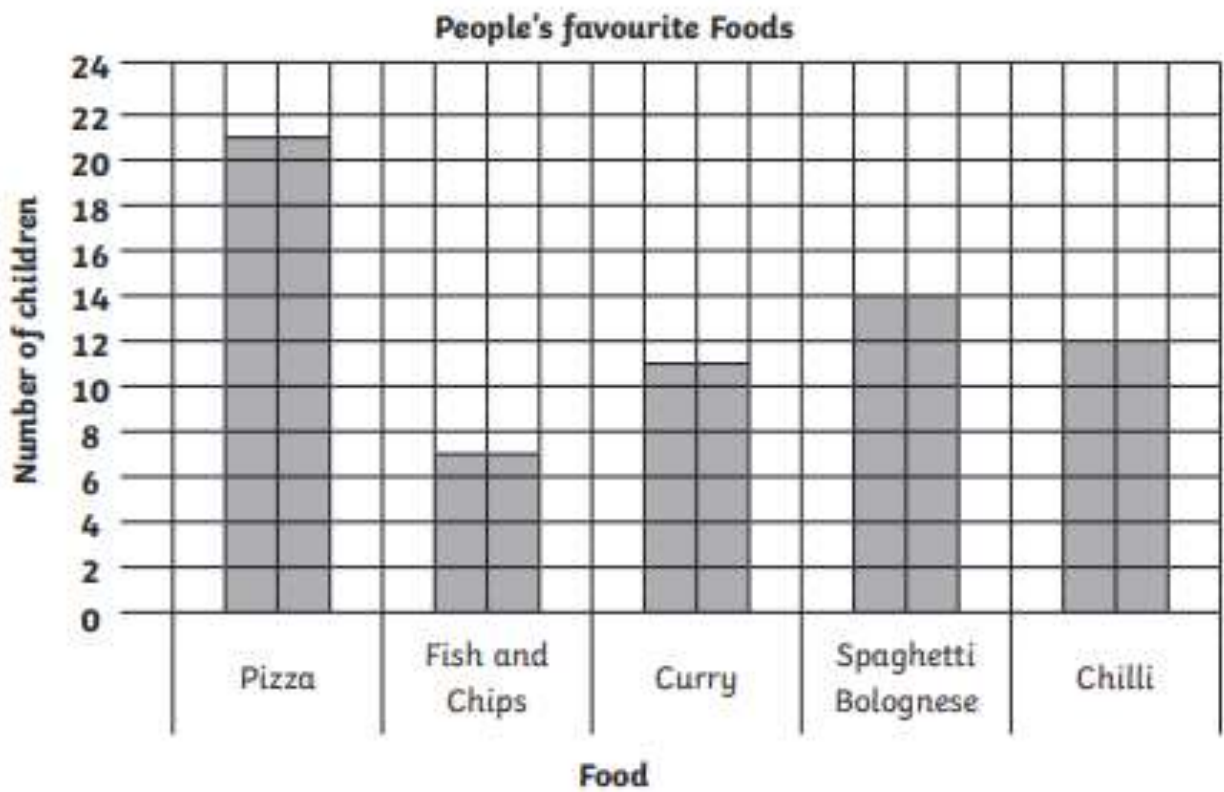 People's favourite Foods
24
22
20
18
16
14
12
10
8
6
4
2
0
Number of children
Pizza
Fish and
Chips
Curry
Spaghetti
Bolognese
Chilli
Food